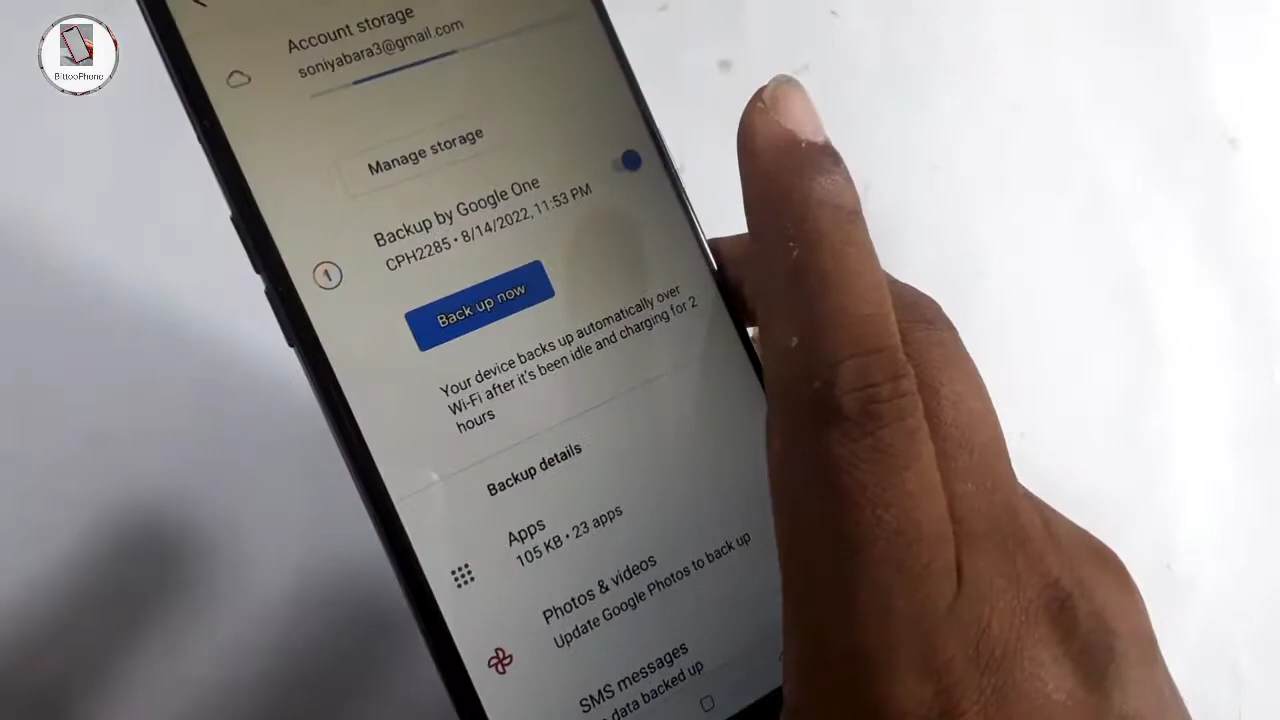 BittooPhone
Account storage
soniyabara3@gmail.com
Manage storage
Backup by Google One
CPH2285 • 8/14/2022, 11:53 PM
1
Back up now
Your device backs up automatically over
Wi-Fi after it's been idle and charging for 2
hours
Backup details
Apps
105 KB • 23 apps
Photos & videos
Update Google Photos to back up
SMS messages
data backed up